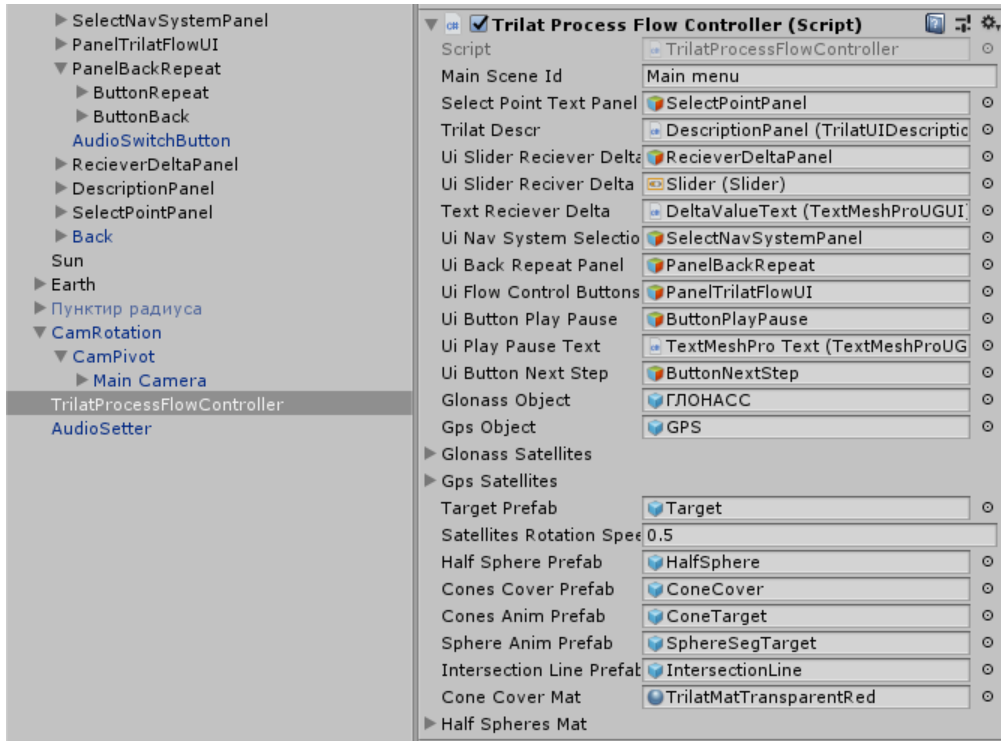 SelectNavSystemPanel
PanelTrilatFlowUI
PanelBackRepeat
ButtonRepeat
ButtonBack
AudioSwitchButton
RecieverDeltaPanel
DescriptionPanel
SelectPointPanel
Back
Sun
Earth
Пунктир радиуса
CamRotation
CamPivot
Main Camera
TrilatProcessFlowController
AudioSetter
c# Trilat Process Flow Controller (Script)
Script TrilatProcessFlowController
Main Scene Id Main menu
Select Point Text Panel SelectPointPanel
Trilat Descr DescriptionPanel (TrilatUIDescriptic
Ui Slider Reciever Delta RecieverDeltaPanel
Ui Slider Reciver Delta Slider (Slider)
Text Reciever Delta DeltaValueText (TextMeshProUGUI)
Ui Nav System Selectio SelectNavSystemPanel
Ui Back Repeat Panel PanelBackRepeat
Ui Flow Control Buttons PanelTrilatFlowUI
Ui Button Play Pause ButtonPlayPause
Ui Play Pause Text TextMeshPro Text (TextMeshProUG
Ui Button Next Step ButtonNextStep
Glonass Object ГЛОНАСС
Gps Object GPS
Glonass Satellites
Gps Satellites
Target Prefab Target
Satellites Rotation Spee 0.5
Half Sphere Prefab HalfSphere
Cones Cover Prefab ConeCover
Cones Anim Prefab ConeTarget
Sphere Anim Prefab SphereSegTarget
Intersection Line Prefab IntersectionLine
Cone Cover Mat TrilatMatTransparentRed
Half Spheres Mat